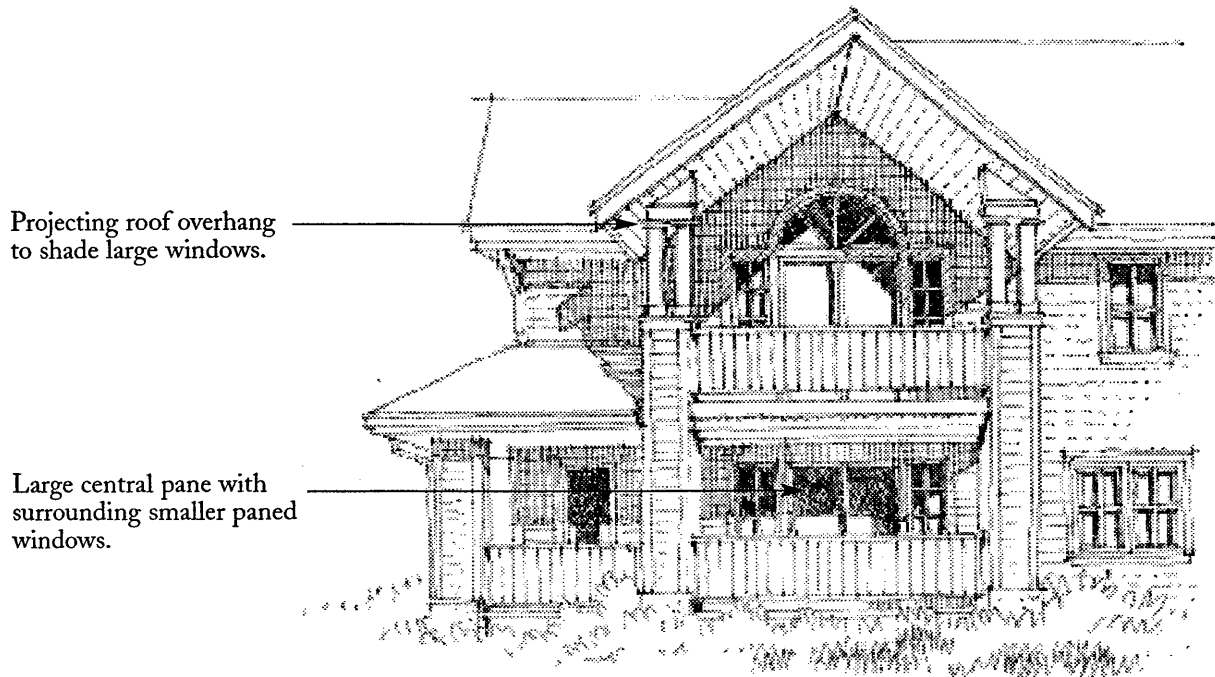 Projecting roof overhang
to shade large windows.
Large central pane with
surrounding smaller paned
windows.